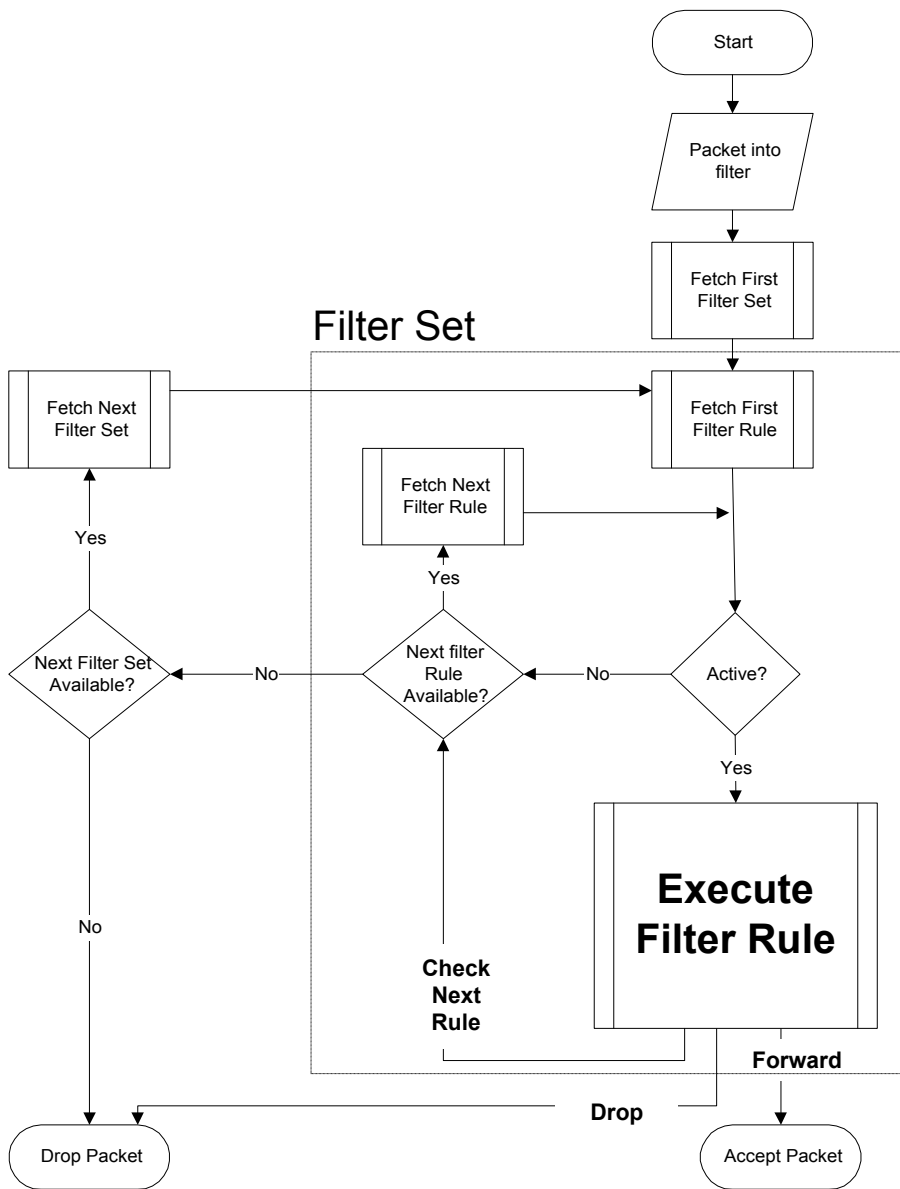 Start
Packet into
filter
Fetch First
Filter Set
Filter Set
Fetch Next
Filter Set
Fetch First
Filter Rule
Fetch Next
Filter Rule
Yes
Yes
Next Filter Set
Available?
No
Next filter
Rule
Available?
No
Active?
Yes
Execute
Filter Rule
No
Check
Next
Rule
Forward
Drop
Drop Packet
Accept Packet